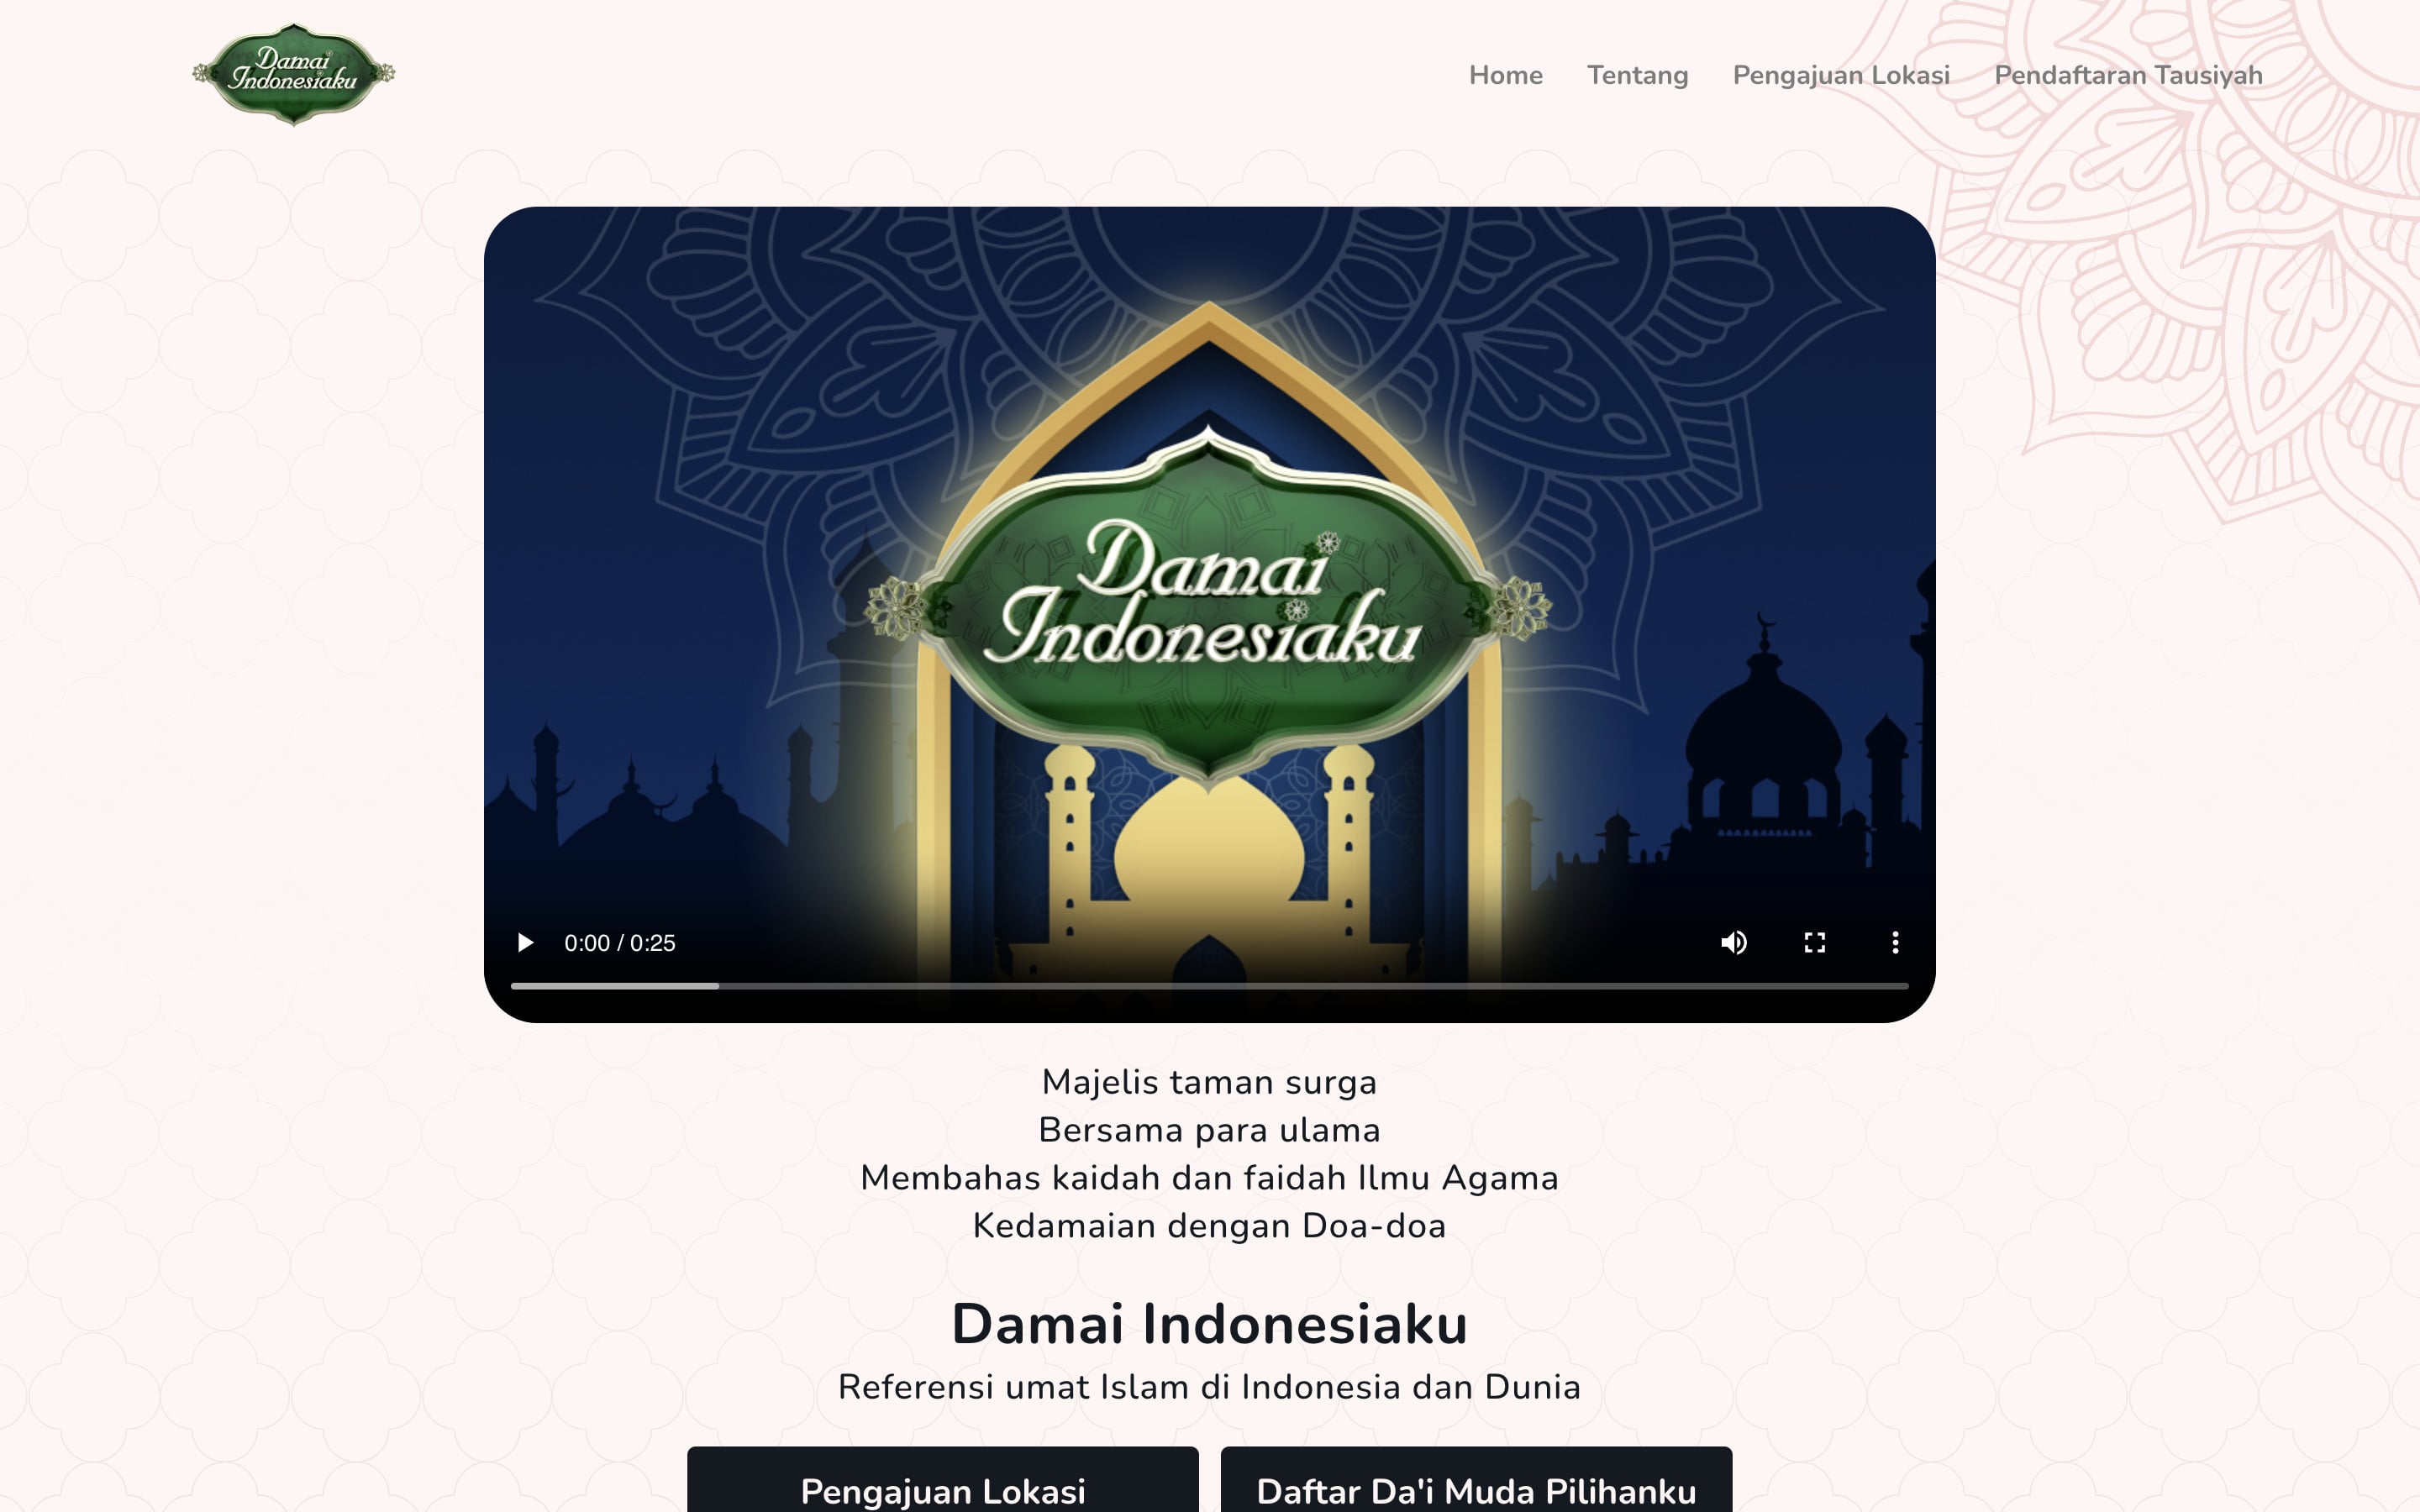 Damai
Indonesiaku
Home
Tentang
Pengajuan Lokasi
Pendaftaran Tausiyah
Damai
Indonesiaku
0:00 / 0:25
Majelis taman surga
Bersama para ulama
Membahas kaidah dan faidah Ilmu Agama
Kedamaian dengan Doa-doa
Damai Indonesiaku
Referensi umat Islam di Indonesia dan Dunia
Pengajuan Lokasi
Daftar Da'i Muda Pilihanku